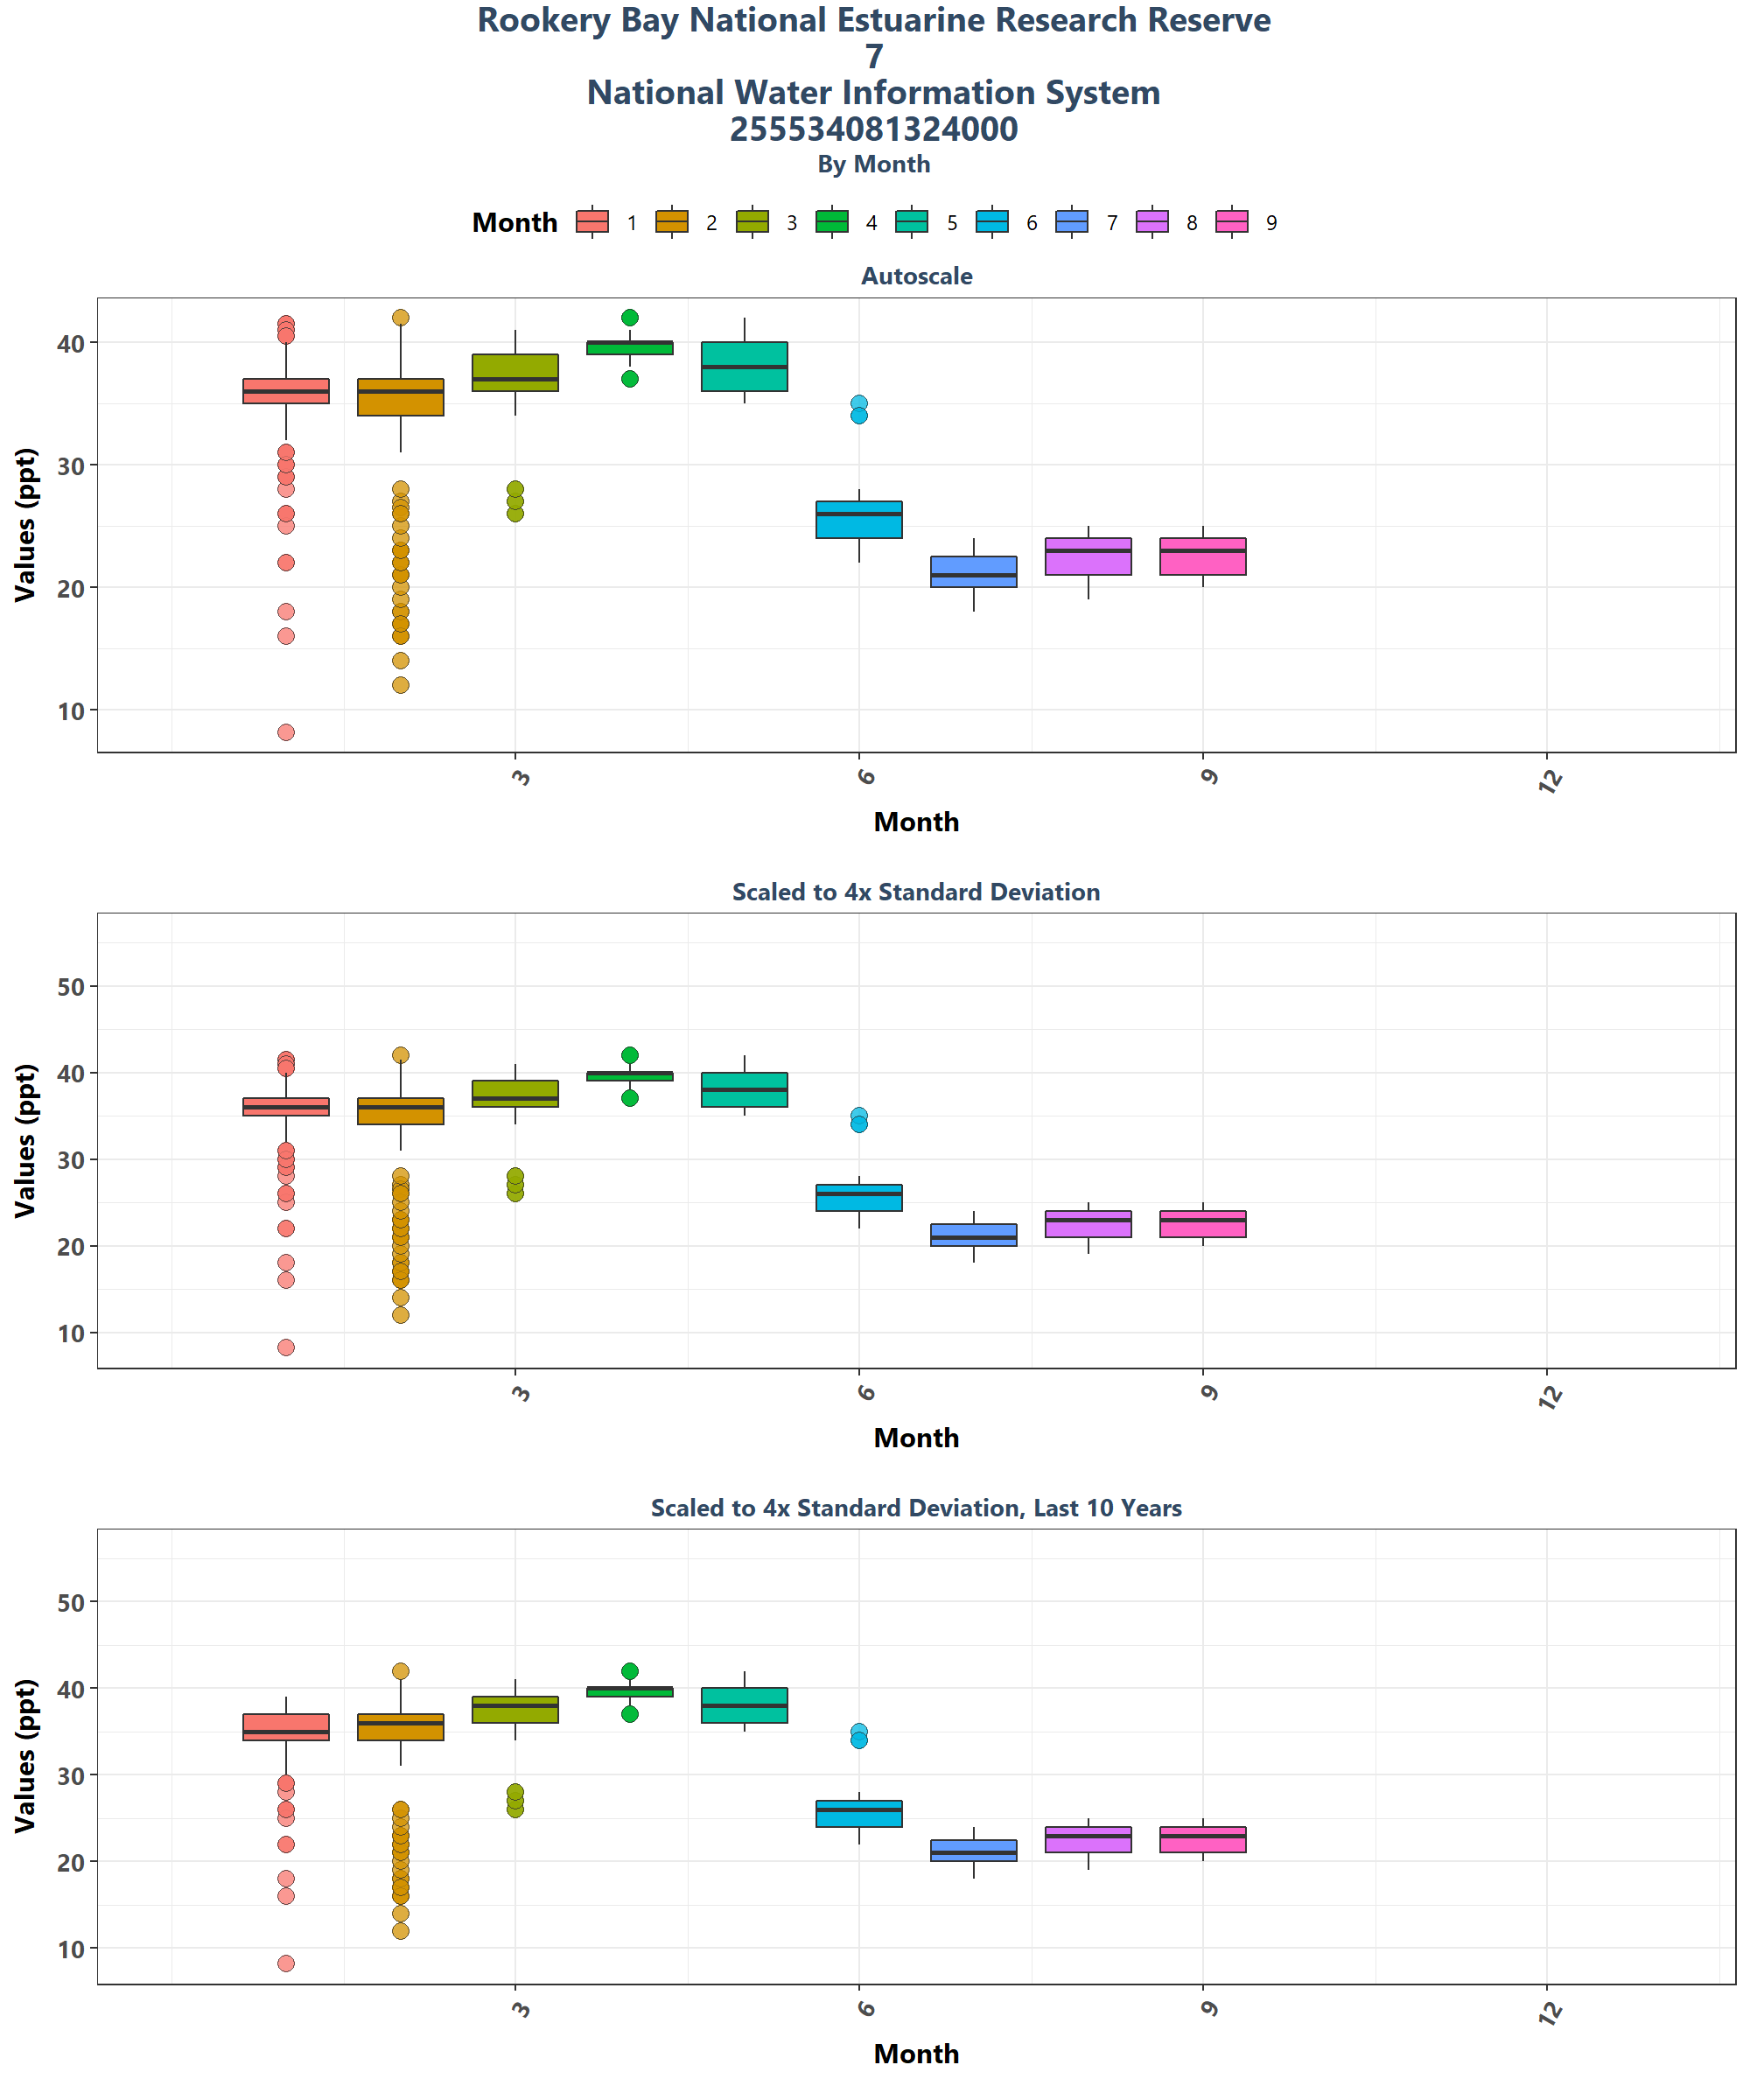 Rookery Bay National Estuarine Research Reserve
7
National Water Information System
255534081324000
By Month
Month 1 2 3 4 5 6 7 8 9
Autoscale
Values (ppt)
40
30
20
10
3 6 9 12
Month
Scaled to 4x Standard Deviation
Values (ppt)
50
40
30
20
10
3 6 9 12
Month
Scaled to 4x Standard Deviation, Last 10 Years
Values (ppt)
50
40
30
20
10
3 6 9 12
Month